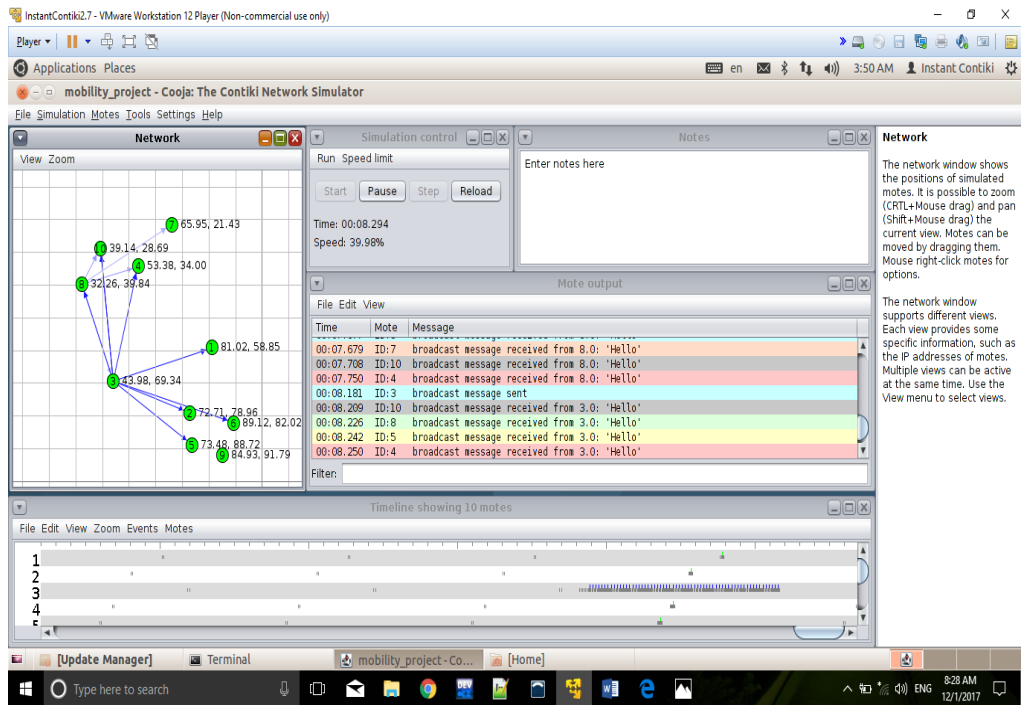 InstantContiki2.7 - VMware Workstation 12 Player (Non-commercial use only)
Player
Applications Places
en
3:50 AM
Instant Contiki
mobility_project - Cooja: The Contiki Network Simulator
File Simulation Motes Tools Settings Help
Network
View Zoom
7 65.95, 21.43
10 39.14, 28.69
4 53.38, 34.00
8 32.26, 39.84
1 81.02, 58.85
3 43.98, 69.34
2 72.71, 78.96
6 89.12, 82.02
5 73.48, 88.72
9 84.93, 91.79
Simulation control
Run Speed limit
Start Pause Step Reload
Time: 00:08.294
Speed: 39.98%
Notes
Enter notes here
Mote output
File Edit View
Time Mote Message
00:07.679 ID:7 broadcast message received from 8.0: 'Hello'
00:07.708 ID:10 broadcast message received from 8.0: 'Hello'
00:07.750 ID:4 broadcast message received from 8.0: 'Hello'
00:08.181 ID:3 broadcast message sent
00:08.209 ID:10 broadcast message received from 3.0: 'Hello'
00:08.226 ID:8 broadcast message received from 3.0: 'Hello'
00:08.242 ID:5 broadcast message received from 3.0: 'Hello'
00:08.250 ID:4 broadcast message received from 3.0: 'Hello'
Filter:
Network
The network window shows
the positions of simulated
motes. It is possible to zoom
(CRTL+Mouse drag) and pan
(Shift+Mouse drag) the
current view. Motes can be
moved by dragging them.
Mouse right-click motes for
options.
The network window
supports different views.
Each view provides some
specific information, such as
the IP addresses of motes.
Multiple views can be active
at the same time. Use the
View menu to select views.
Timeline showing 10 motes
File Edit View Zoom Events Motes
1
2
3
4
[Update Manager]
Terminal
mobility_project - Co...
[Home]
Type here to search
DEV
ENG
8:28 AM
12/1/2017